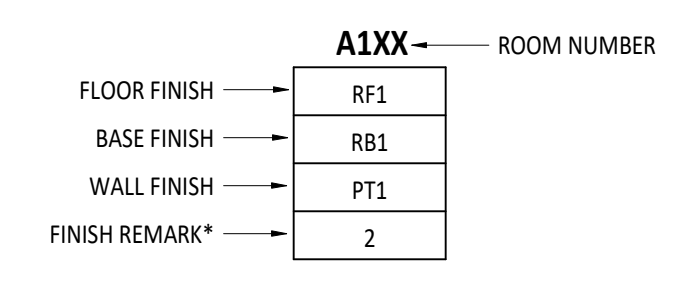 A1XX ROOM NUMBER
FLOOR FINISH RF1
BASE FINISH RB1
WALL FINISH PT1
FINISH REMARK* 2